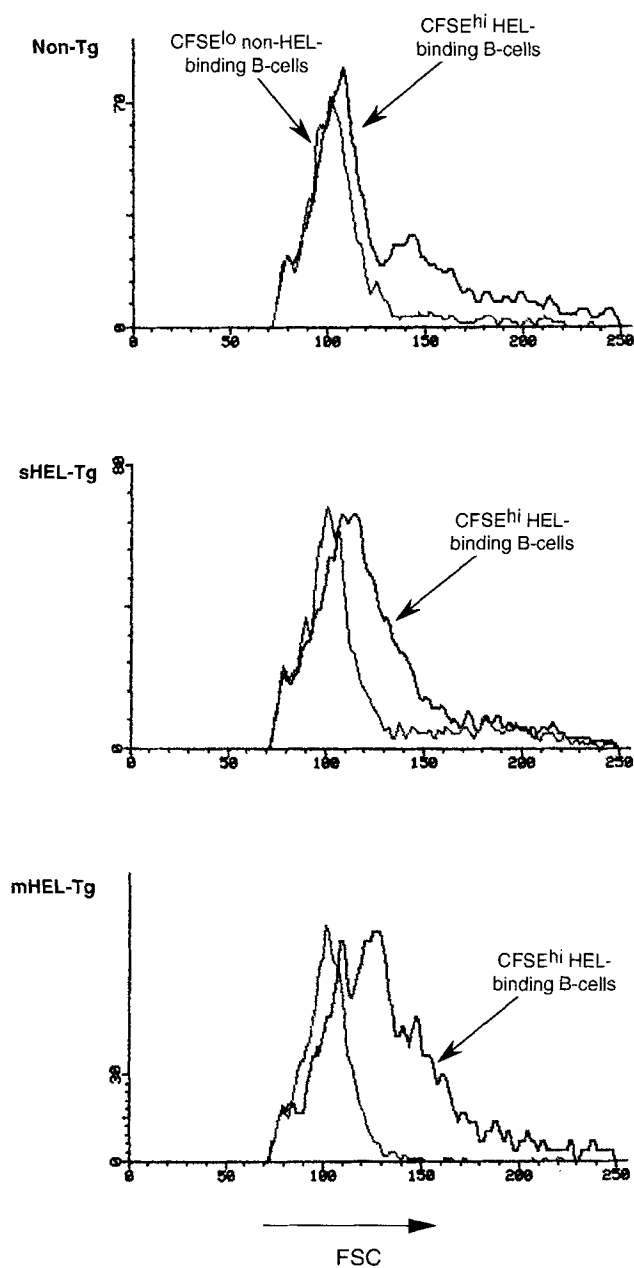 Non-Tg
CFSElo non-HEL-
binding B-cells
CFSEhi HEL-
binding B-cells
70
0
0 50 100 150 200 250
sHEL-Tg
80
CFSEhi HEL-
binding B-cells
0
0 50 100 150 200 250
mHEL-Tg
CFSEhi HEL-
binding B-cells
30
0
0 50 100 150 200 250
FSC